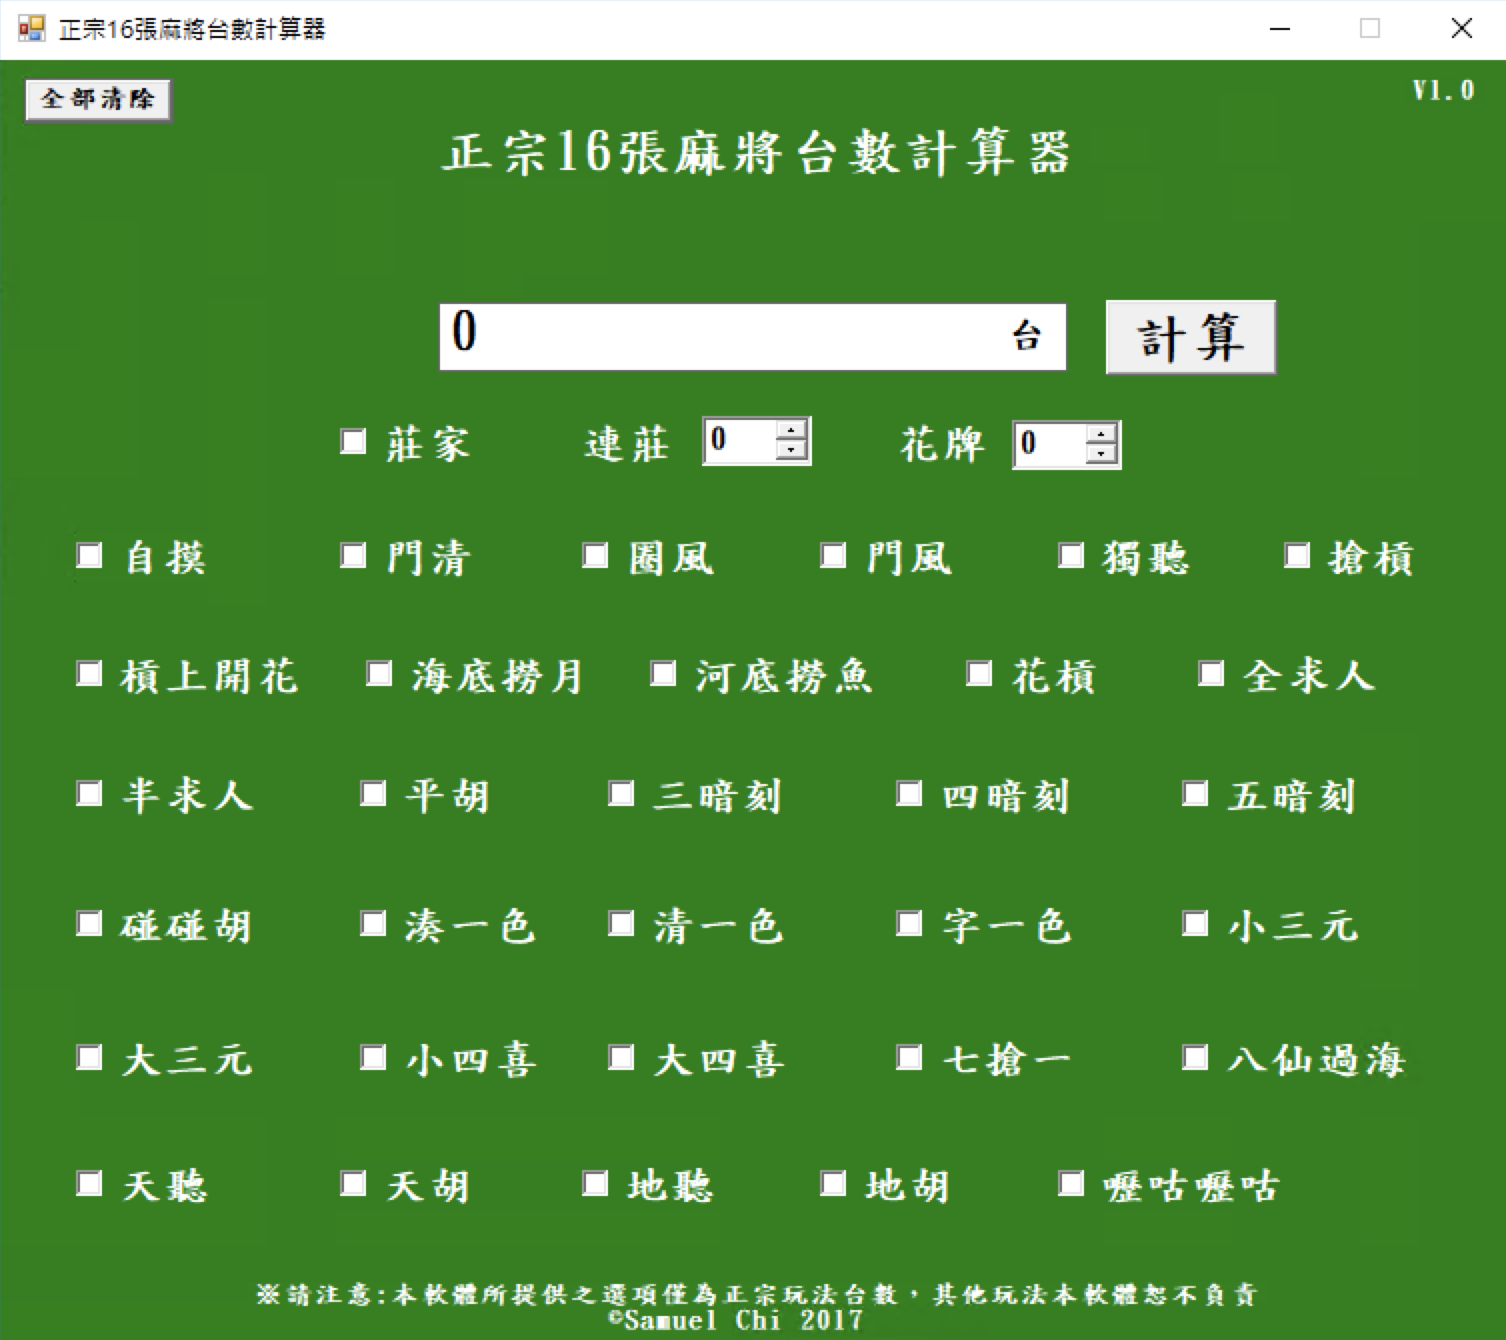 正宗16張麻將台數計算器
全部清除
V1.0
正宗16張麻將台數計算器
0 台 計算
莊家 連莊 0 花牌 0
自摸 門清 圈風 門風 獨聽 搶槓
槓上開花 海底撈月 河底撈魚 花槓 全求人
半求人 平胡 三暗刻 四暗刻 五暗刻
碰碰胡 湊一色 清一色 字一色 小三元
大三元 小四喜 大四喜 七搶一 八仙過海
天聽 天胡 地聽 地胡 嚦咕嚦咕
※請注意:本軟體所提供之選項僅為正宗玩法台數，其他玩法本軟體恕不負責
©Samuel Chi 2017